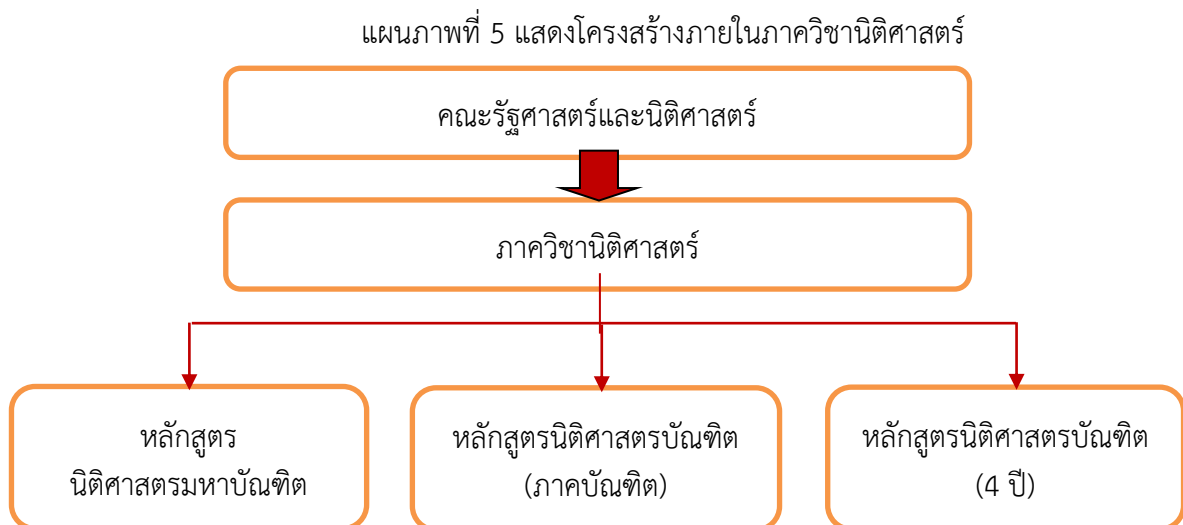 แผนภาพที่ 5 แสดงโครงสร้างภายในภาควิชานิติศาสตร์
คณะรัฐศาสตร์และนิติศาสตร์
ภาควิชานิติศาสตร์
หลักสูตร
นิติศาสตรมหาบัณฑิต
หลักสูตรนิติศาสตรบัณฑิต
(ภาคบัณฑิต)
หลักสูตรนิติศาสตรบัณฑิต
(4 ปี)